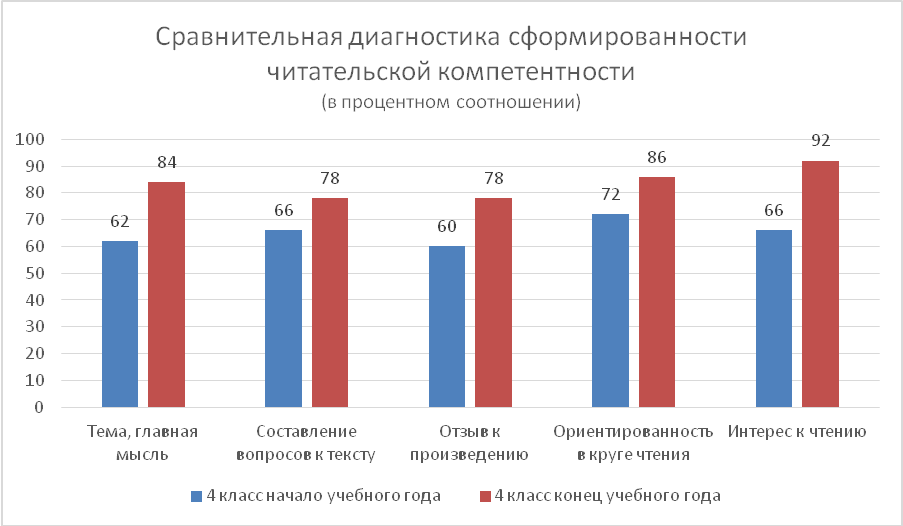 Сравнительная диагностика сформированности
читательской компетентности
(в процентном соотношении)
100
90
80
70
60
50
40
30
20
10
0
62
84
66
78
60
78
72
86
66
92
Тема, главная
мысль
Составление
вопросов к тексту
Отзыв к
произведению
Ориентированность
в круге чтения
Интерес к чтению
4 класс начало учебного года
4 класс конец учебного года